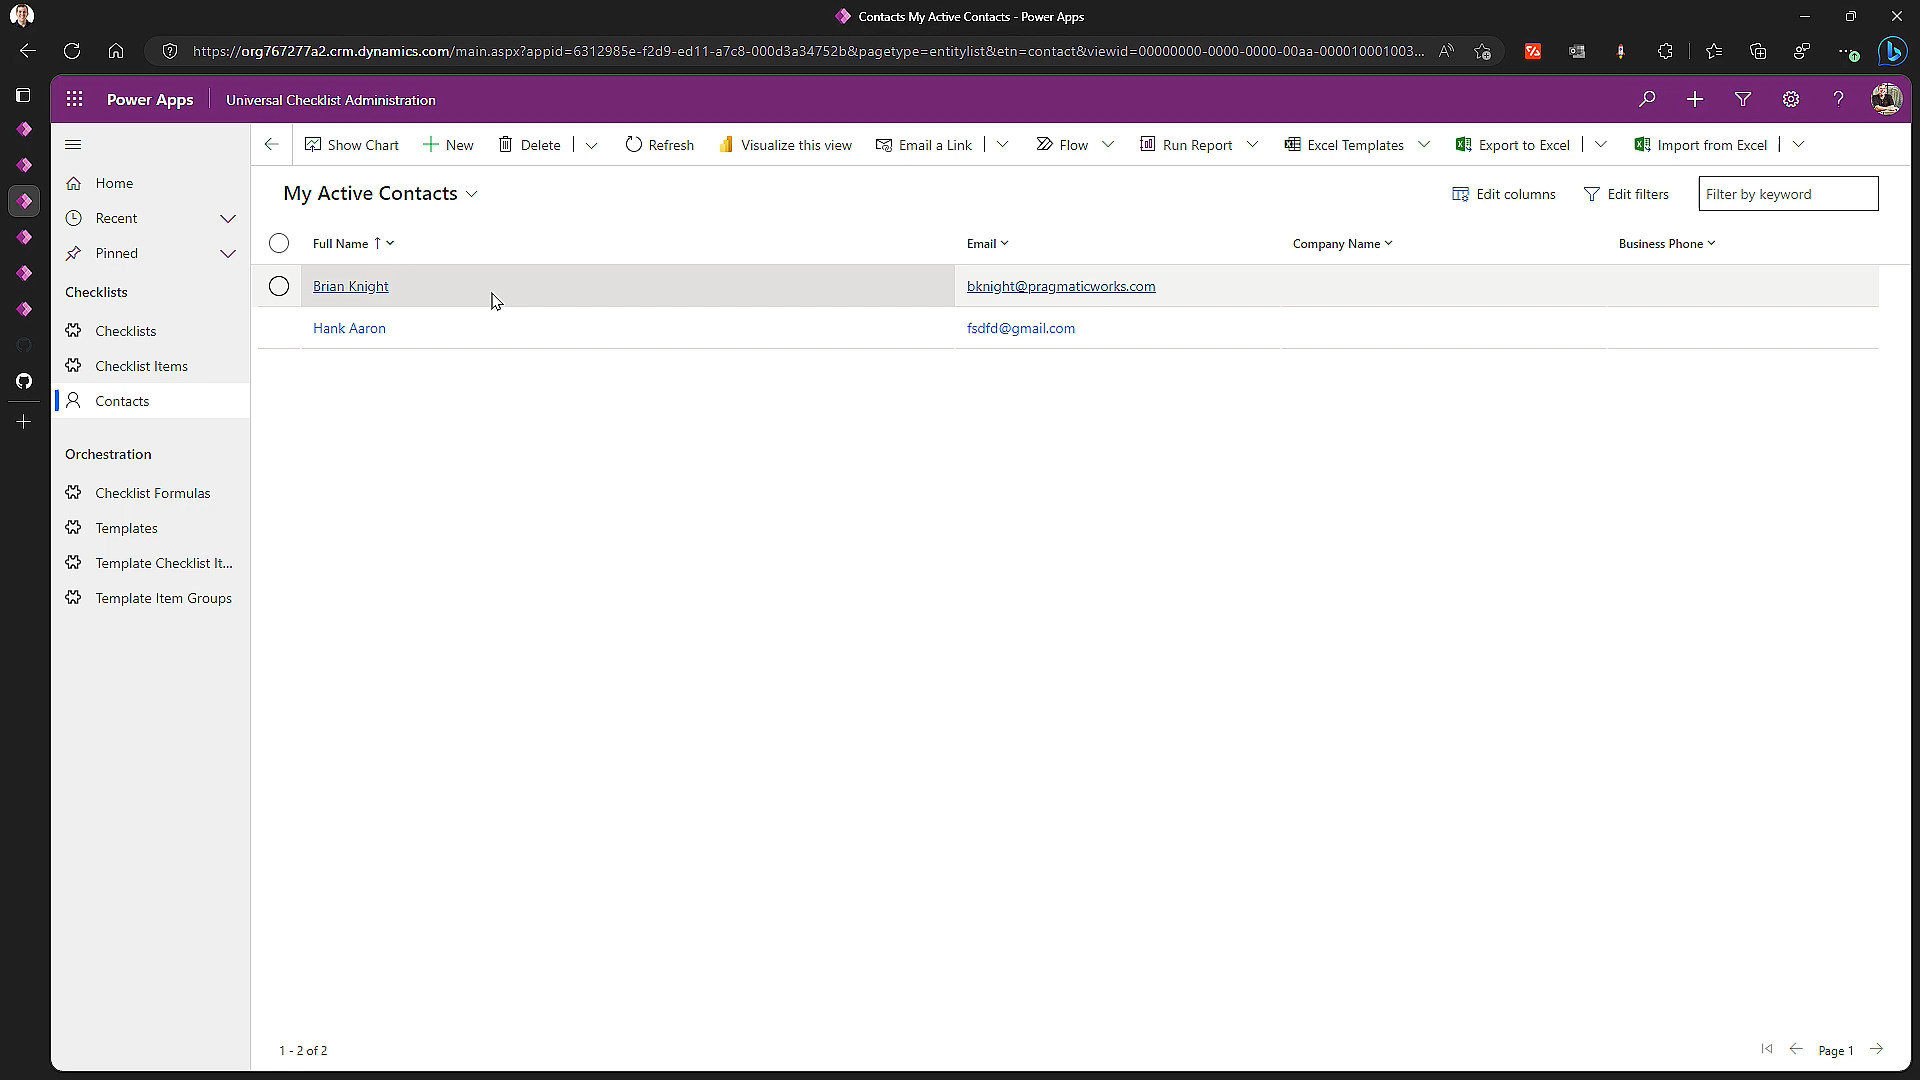 Contacts My Active Contacts - Power Apps
https://org767277a2.crm.dynamics.com/main.aspx?appid=6312985e-f2d9-ed11-a7c8-000d3a34752b&pagetype=entitylist&etn=contact&viewid=00000000-0000-0000-00aa-000010001003...
Power Apps
Universal Checklist Administration
Show Chart
New
Delete
Refresh
Visualize this view
Email a Link
Flow
Run Report
Excel Templates
Export to Excel
Import from Excel
Home
Recent
Pinned
Checklists
Checklists
Checklist Items
Contacts
Orchestration
Checklist Formulas
Templates
Template Checklist It...
Template Item Groups
My Active Contacts
Edit columns
Edit filters
Filter by keyword
Full Name
Email
Company Name
Business Phone
Brian Knight
bknight@pragmaticworks.com
Hank Aaron
fsdfd@gmail.com
1 - 2 of 2
Page 1